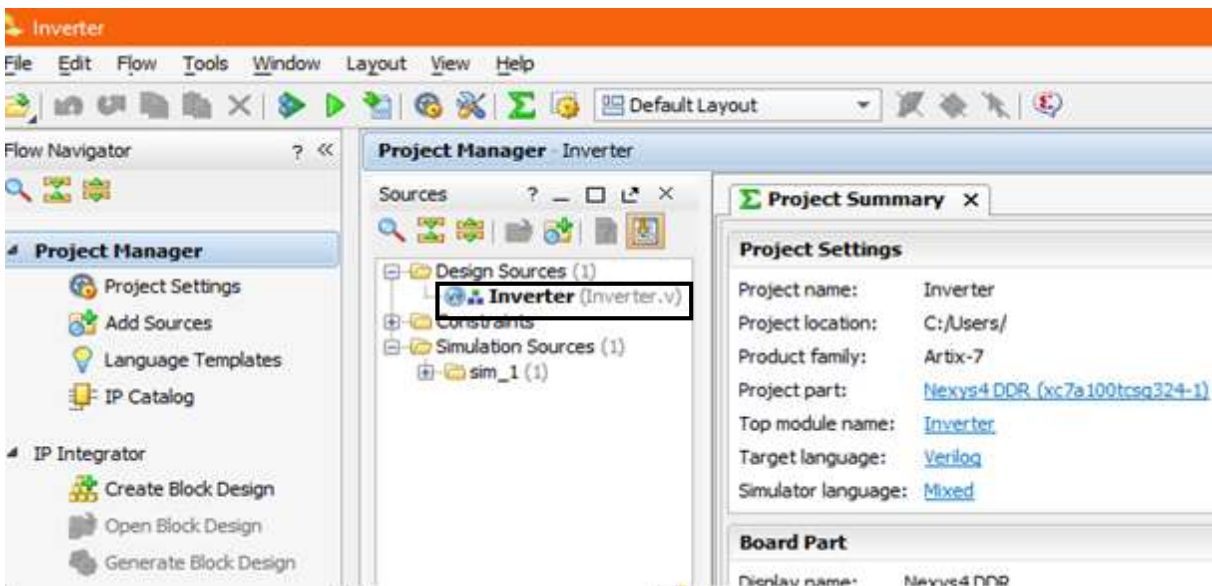 Inverter
File Edit Flow Tools Window Layout View Help
Default Layout
Flow Navigator ? «
Project Manager
Project Settings
Add Sources
Language Templates
IP Catalog
IP Integrator
Create Block Design
Open Block Design
Generate Block Design
Project Manager - Inverter
Sources ?
Design Sources (1)
Inverter (Inverter.v)
Constraints
Simulation Sources (1)
sim_1 (1)
Σ Project Summary ×
Project Settings
Project name: Inverter
Project location: C:/Users/
Product family: Artix-7
Project part: Nexys4 DDR (xc7a100tcsg324-1)
Top module name: Inverter
Target language: Verilog
Simulator language: Mixed
Board Part
Display name: Nexys4 DDR